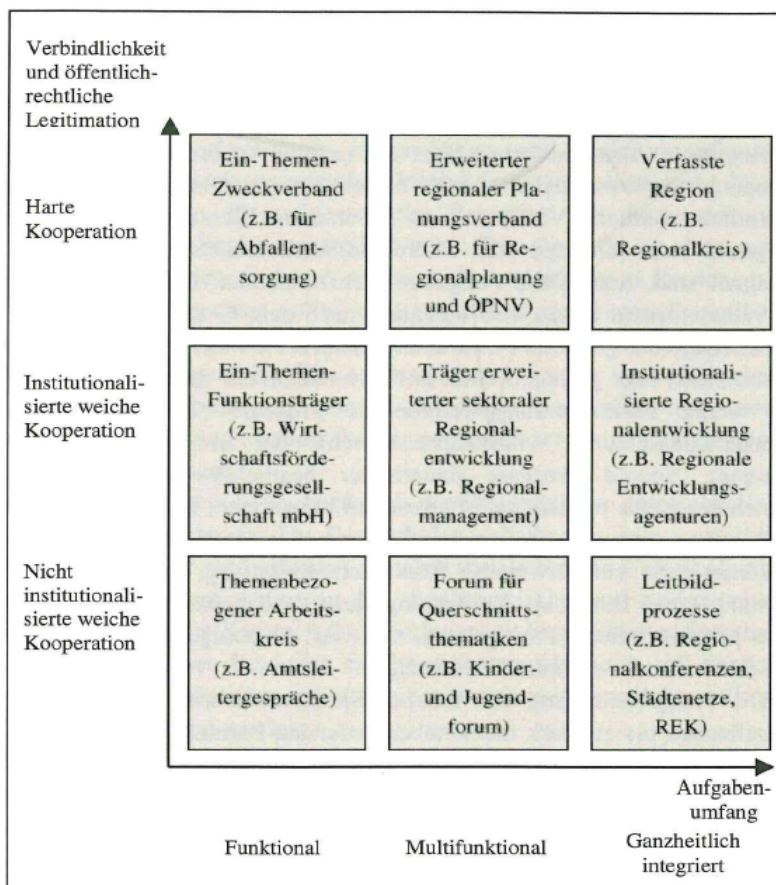 Verbindlichkeit
und öffentlich-
rechtliche
Legitimation
Harte
Kooperation
Ein-Themen-
Zweckverband
(z.B. für
Abfallent-
sorgung)
Erweiterter
regionaler Pla-
nungsverband
(z.B. für Re-
gionalplanung
und ÖPNV)
Verfasste
Region
(z.B.
Regionalkreis)
Institutionali-
sierte weiche
Kooperation
Ein-Themen-
Funktionsträger
(z.B. Wirt-
schaftsförde-
rungsgesell-
schaft mbH)
Träger erwei-
terter sektoraler
Regional-
entwicklung
(z.B. Regional-
management)
Institutionali-
sierte Regio-
nalentwicklung
(z.B. Regionale
Entwicklungs-
agenturen)
Nicht
institutionali-
sierte weiche
Kooperation
Themenbezo-
gener Arbeits-
kreis
(z.B. Amtslei-
tergespräche)
Forum für
Querschnitts-
thematiken
(z.B. Kinder-
und Jugend-
forum)
Leitbild-
prozesse
(z.B. Regio-
nalkonferenzen,
Städtenetze,
REK)
Aufgaben-
umfang
Funktional
Multifunktional
Ganzheitlich
integriert